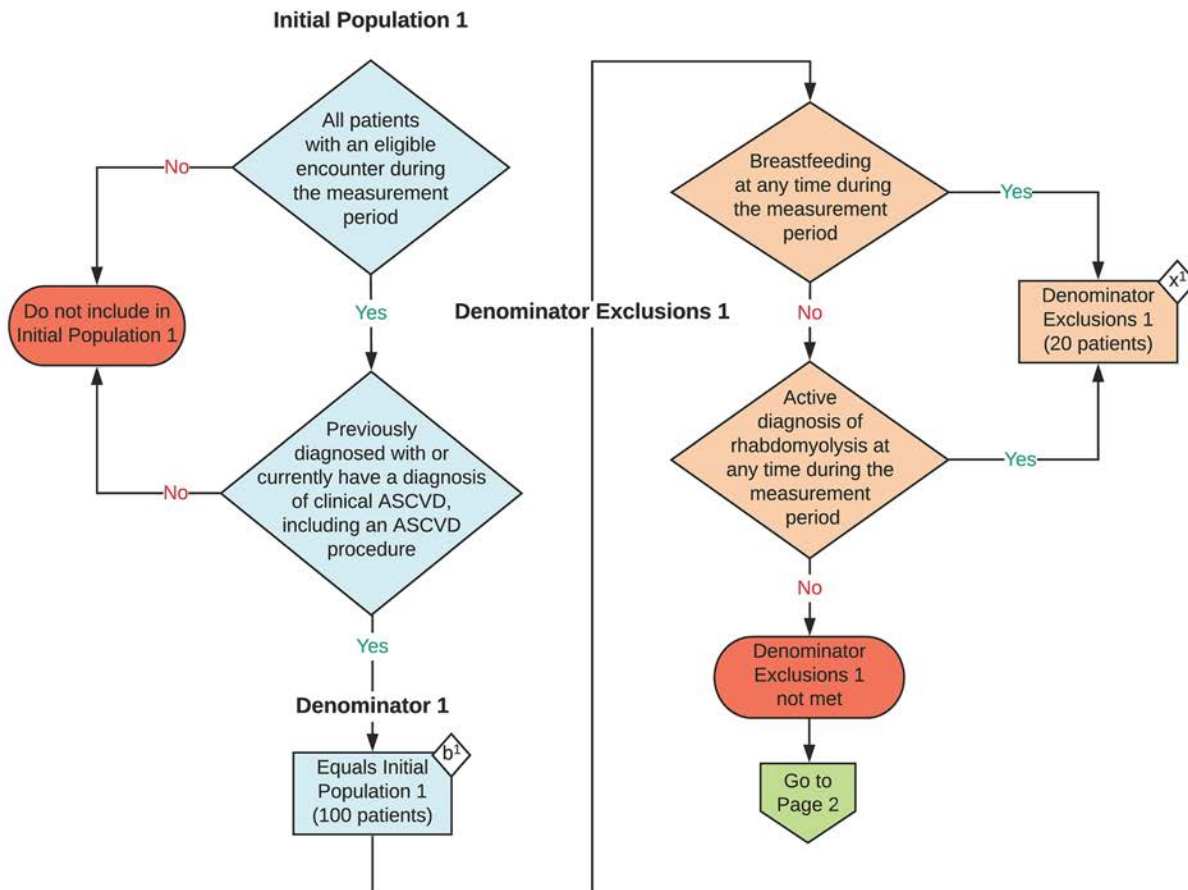 Initial Population 1
All patients
with an eligible
encounter during
the measurement
period
No
Yes
Do not include in
Initial Population 1
Previously
diagnosed with or
currently have a diagnosis
of clinical ASCVD,
including an ASCVD
procedure
No
Yes
Denominator 1
b¹
Equals Initial
Population 1
(100 patients)
Denominator Exclusions 1
Breastfeeding
at any time during
the measurement
period
Yes
No
x¹
Denominator
Exclusions 1
(20 patients)
Active
diagnosis of
rhabdomyolysis at
any time during the
measurement
period
Yes
No
Denominator
Exclusions 1
not met
Go to
Page 2